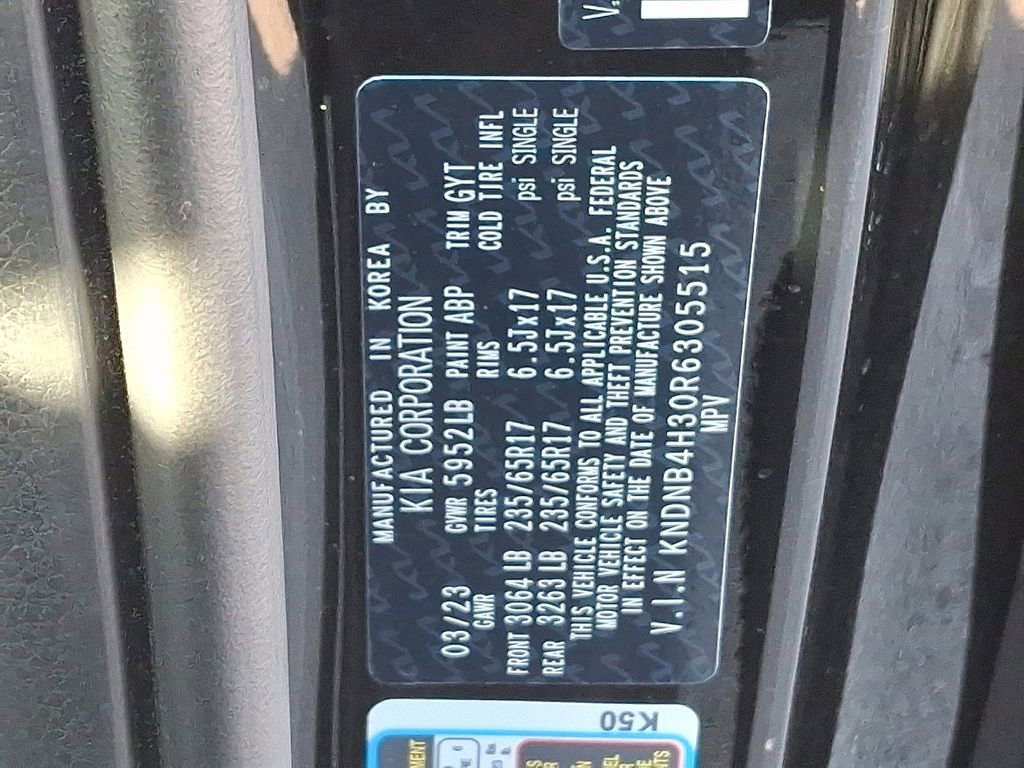 MANUFACTURED IN KOREA BY
KIA CORPORATION
03/23 GVWR 5952LB PAINT ABP TRIM GYT
GAWR TIRES RIMS COLD TIRE INFL
FRONT 3064 LB 235/65R17 6.5Jx17 psi SINGLE
REAR 3263 LB 235/65R17 6.5Jx17 psi SINGLE
THIS VEHICLE CONFORMS TO ALL APPLICABLE U.S.A. FEDERAL
MOTOR VEHICLE SAFETY AND THEFT PREVENTION STANDARDS
IN EFFECT ON THE DATE OF MANUFACTURE SHOWN ABOVE
V.I.N KNDNB4H30R6305515
MPV
K50